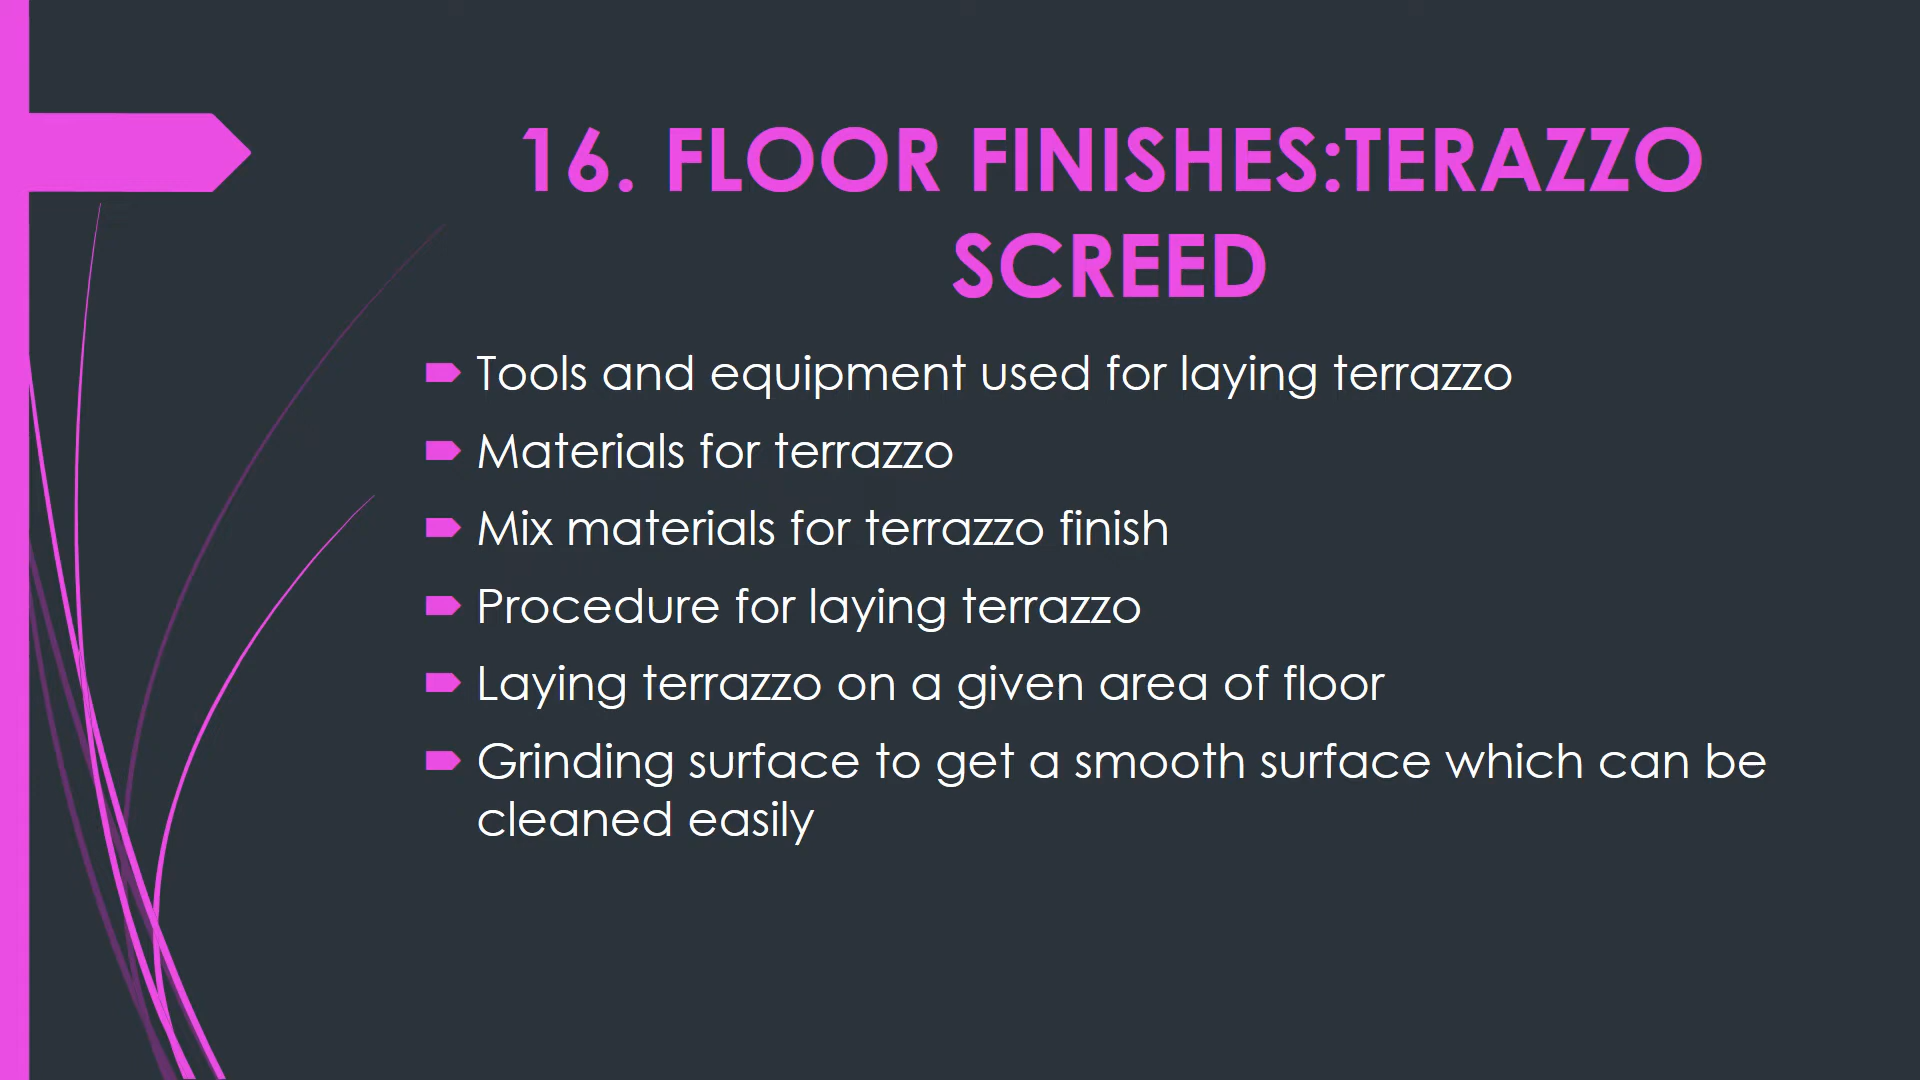 16. FLOOR FINISHES:TERAZZO
SCREED
Tools and equipment used for laying terrazzo
Materials for terrazzo
Mix materials for terrazzo finish
Procedure for laying terrazzo
Laying terrazzo on a given area of floor
Grinding surface to get a smooth surface which can be
cleaned easily